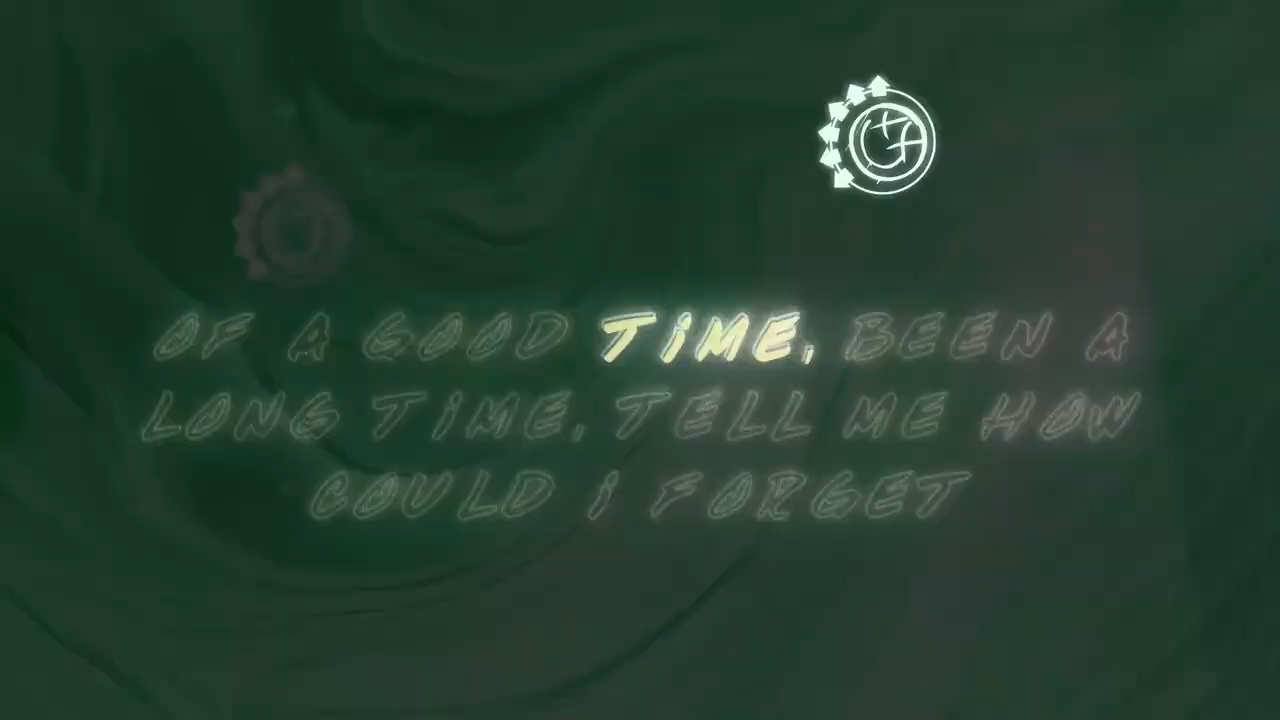 OF A GOOD TiME, BEEN A
LONG TiME, TELL ME HOW
COULD i FORGET